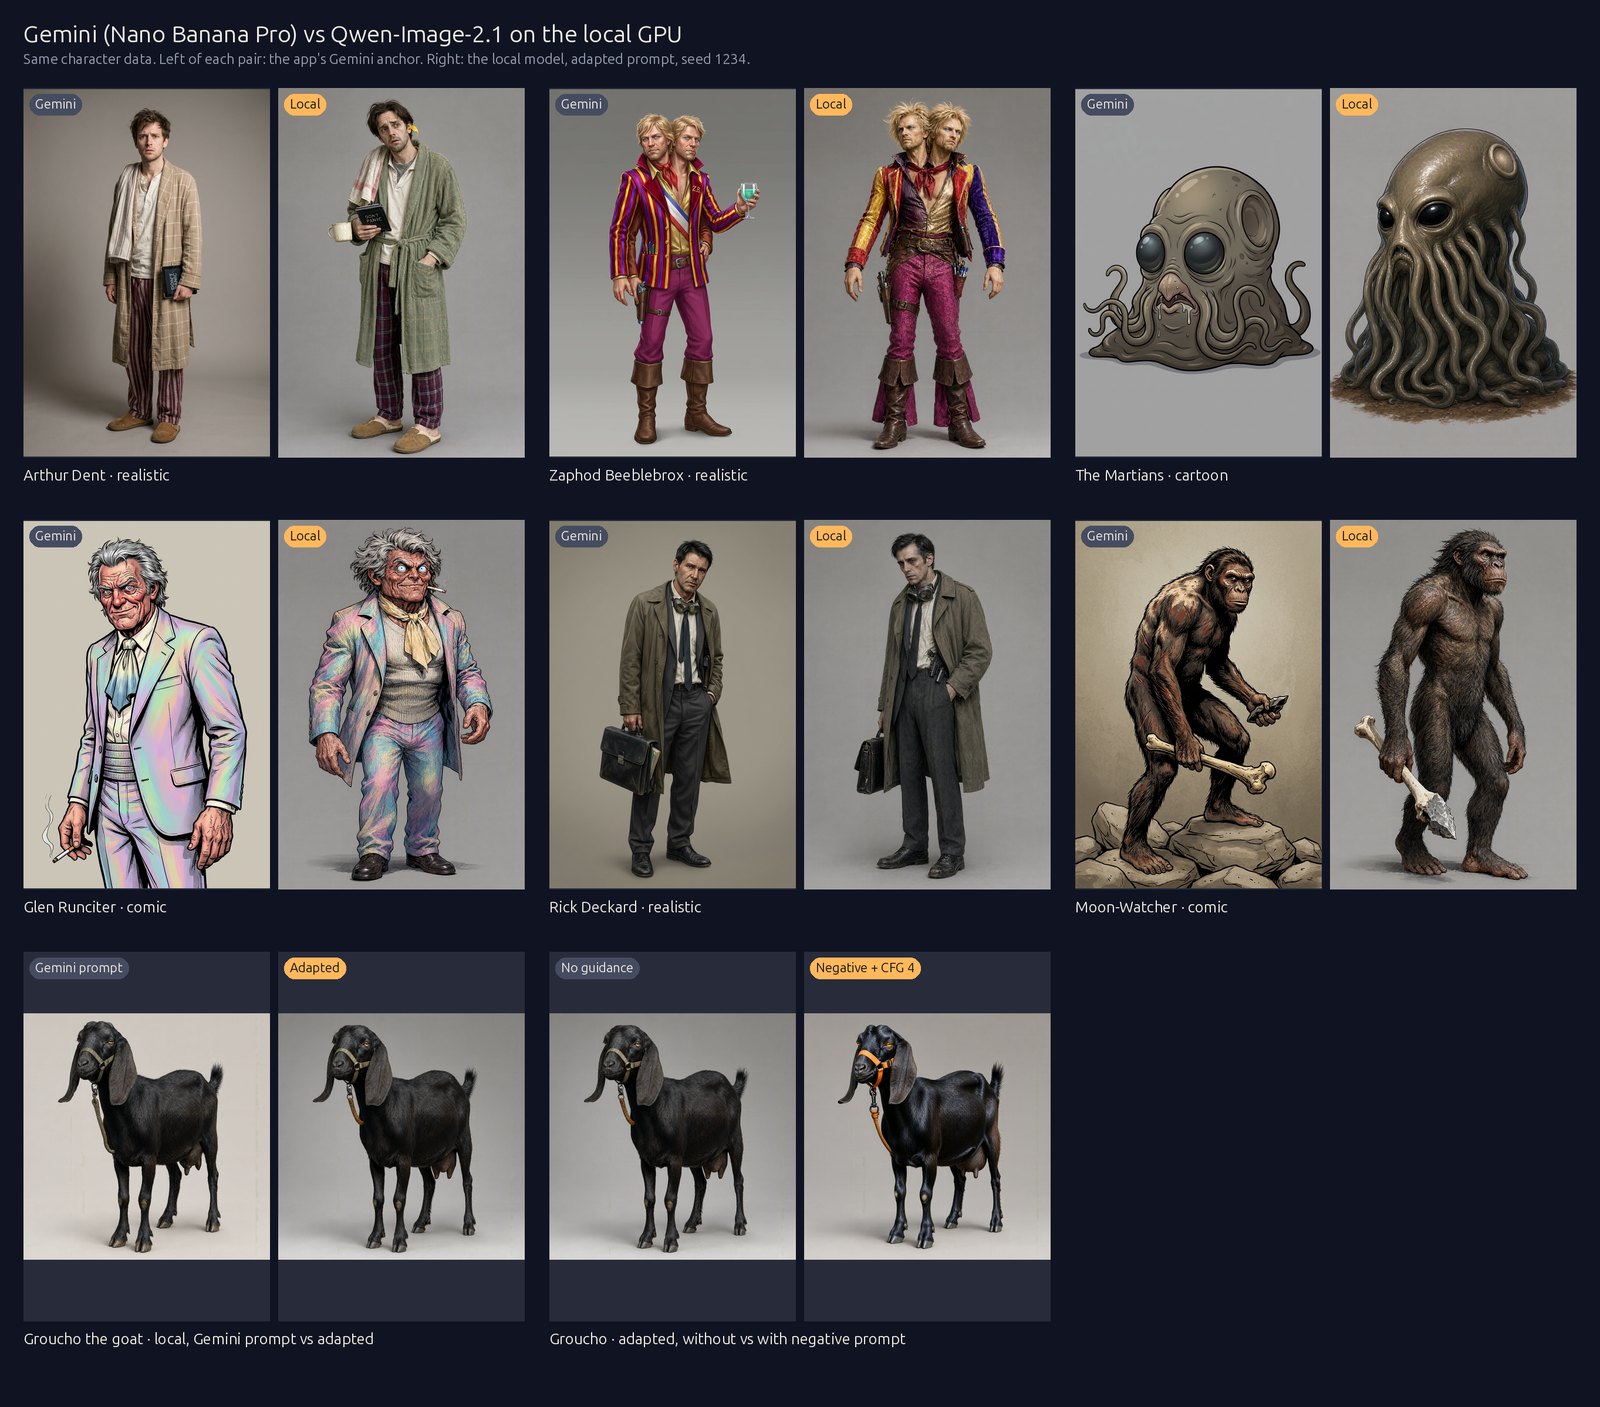 Gemini (Nano Banana Pro) vs Qwen-Image-2.1 on the local GPU
Same character data. Left of each pair: the app's Gemini anchor. Right: the local model, adapted prompt, seed 1234.
Gemini
Local
Gemini
Local
Gemini
Local
DON'T PANIC
Arthur Dent · realistic
Zaphod Beeblebrox · realistic
The Martians · cartoon
Gemini
Local
Gemini
Local
Gemini
Local
Glen Runciter · comic
Rick Deckard · realistic
Moon-Watcher · comic
Gemini prompt
Adapted
No guidance
Negative + CFG 4
Groucho the goat · local, Gemini prompt vs adapted
Groucho · adapted, without vs with negative prompt